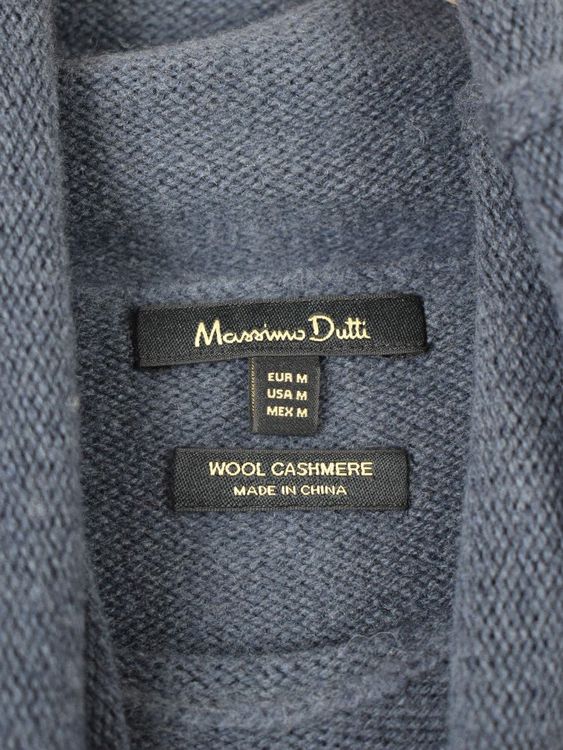 Massimo Dutti
EUR M
USA M
MEX M
WOOL CASHMERE
MADE IN CHINA